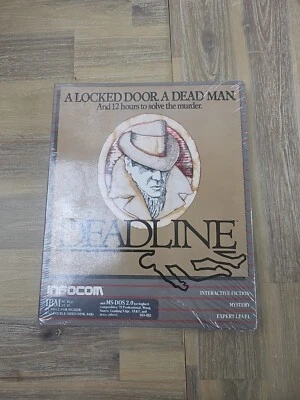 A LOCKED DOOR. A DEAD MAN.
And 12 hours to solve the murder.
DEADLINE
INFOCOM
INTERACTIVE FICTION
MYSTERY
EXPERT LEVEL
IBM
MS-DOS 2.0